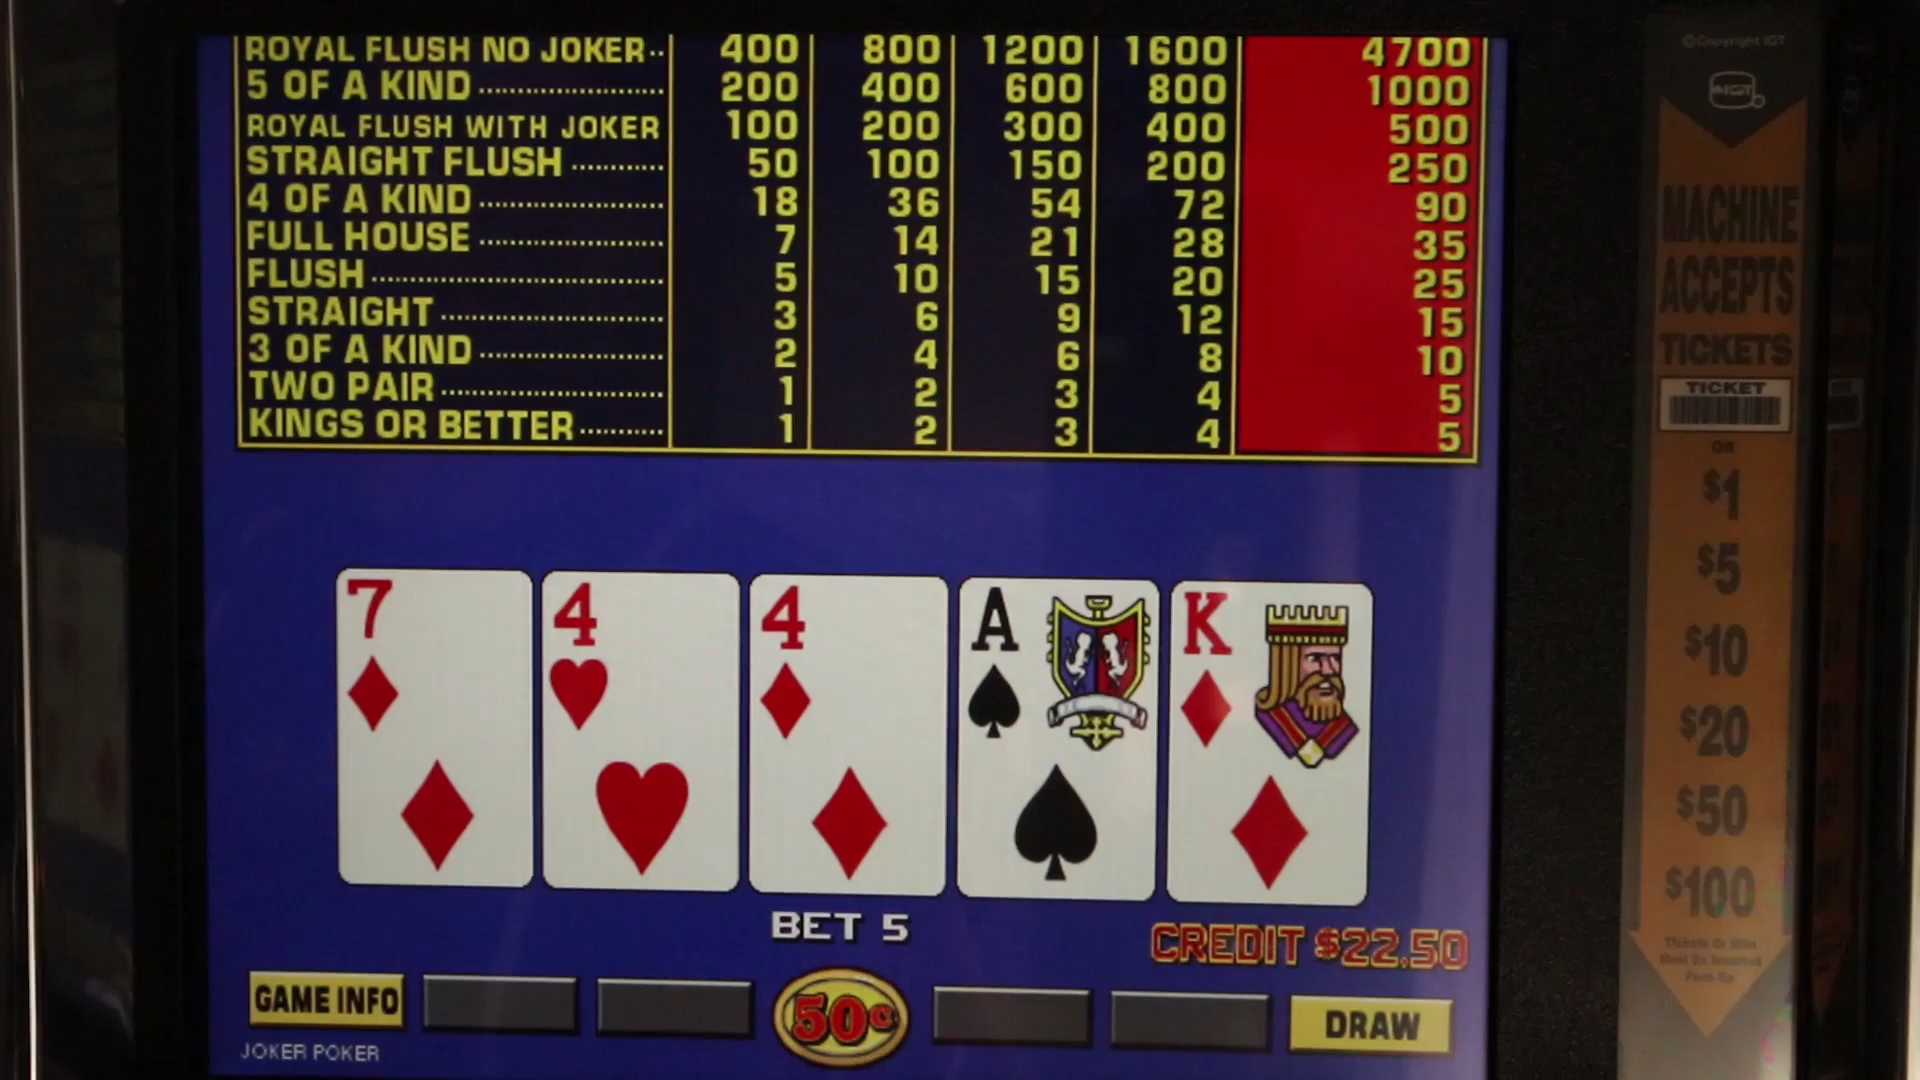 ROYAL FLUSH NO JOKER·· 400 800 1200 1600 4700
5 OF A KIND 200 400 600 800 1000
ROYAL FLUSH WITH JOKER 100 200 300 400 500
STRAIGHT FLUSH 50 100 150 200 250
4 OF A KIND 18 36 54 72 90
FULL HOUSE 7 14 21 28 35
FLUSH 5 10 15 20 25
STRAIGHT 3 6 9 12 15
3 OF A KIND 2 4 6 8 10
TWO PAIR 1 2 3 4 5
KINGS OR BETTER 1 2 3 4 5
7 4 4 A K
BET 5
CREDIT $22.50
GAME INFO
50¢
DRAW
JOKER POKER
©Copyright IGT
IGT
MACHINE
ACCEPTS
TICKETS
TICKET
OR
$1
$5
$10
$20
$50
$100